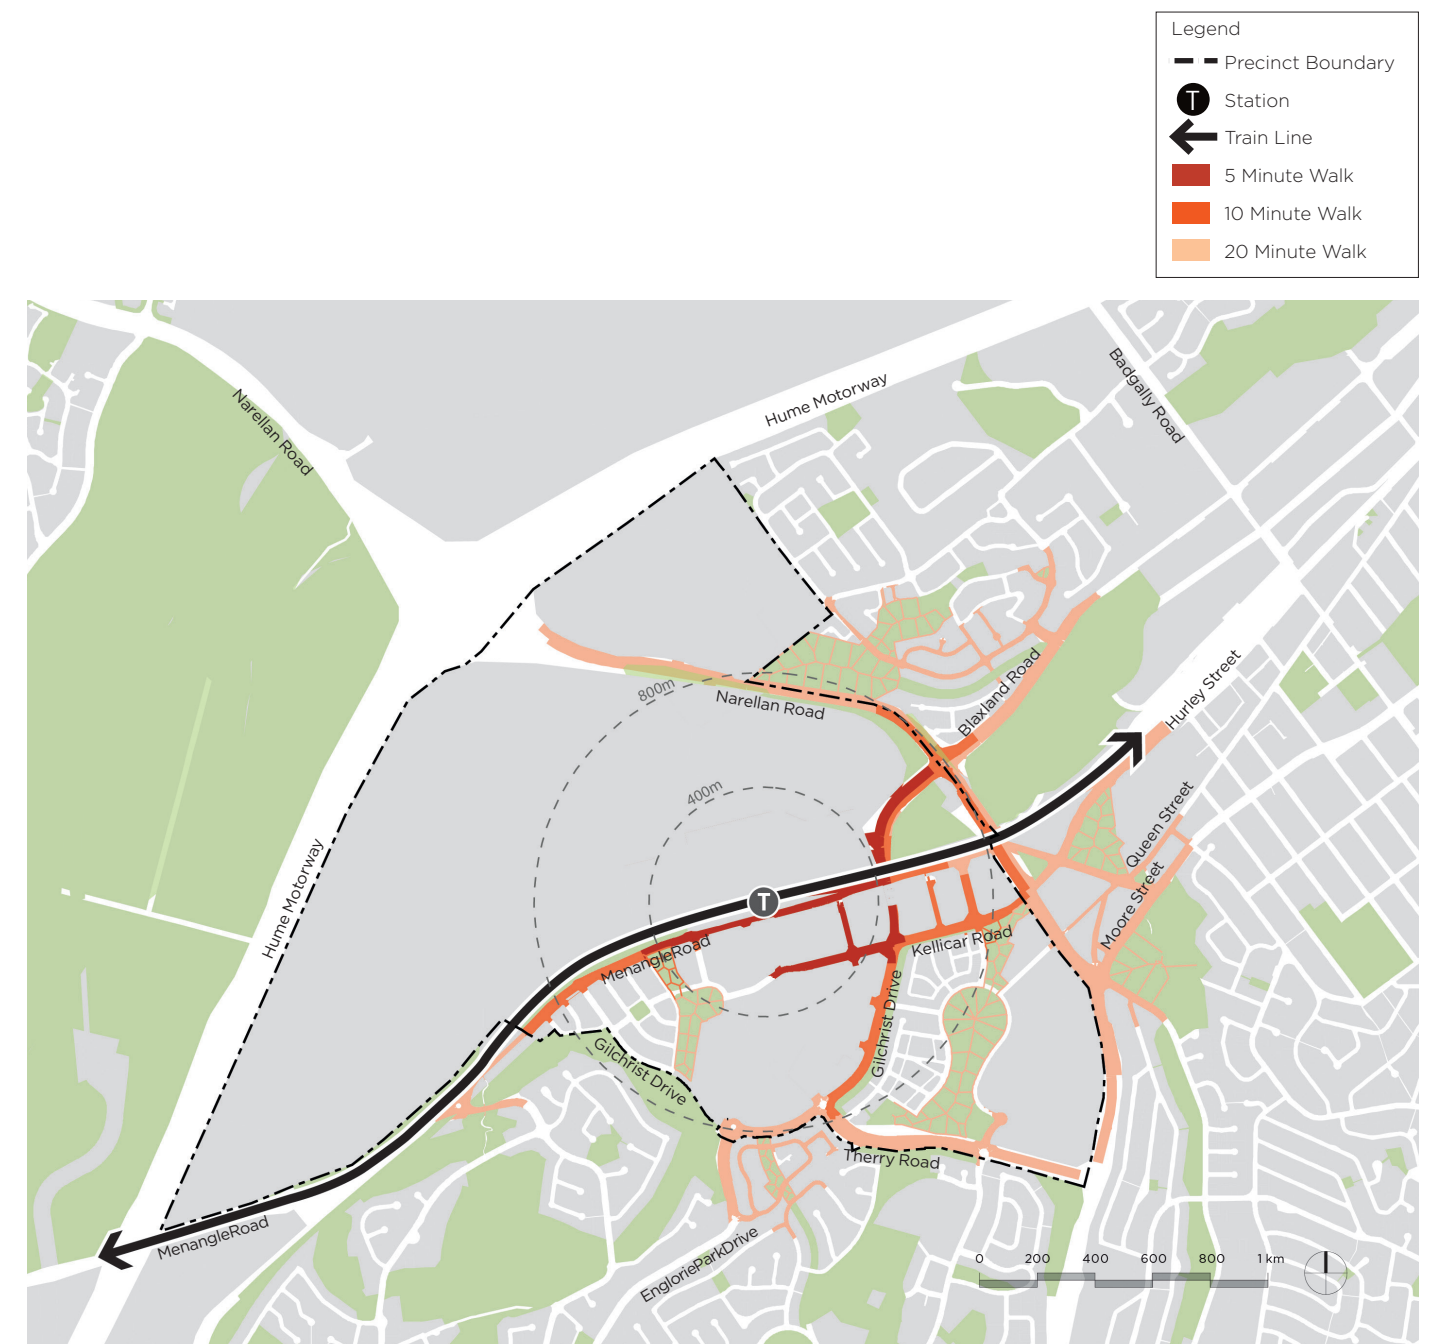 Legend
Precinct Boundary
T Station
Train Line
5 Minute Walk
10 Minute Walk
20 Minute Walk
Narellan Road
Hume Motorway
Badgally Road
Hurley Street
Blaxland Road
800m
Narellan Road
400m
Queen Street
Moore Street
Hume Motorway
T
Kellicar Road
MenangleRoad
Gilchrist Drive
Gilchrist Drive
Therry Road
MenangleRoad
EnglorieParkDrive
0 200 400 600 800 1 km